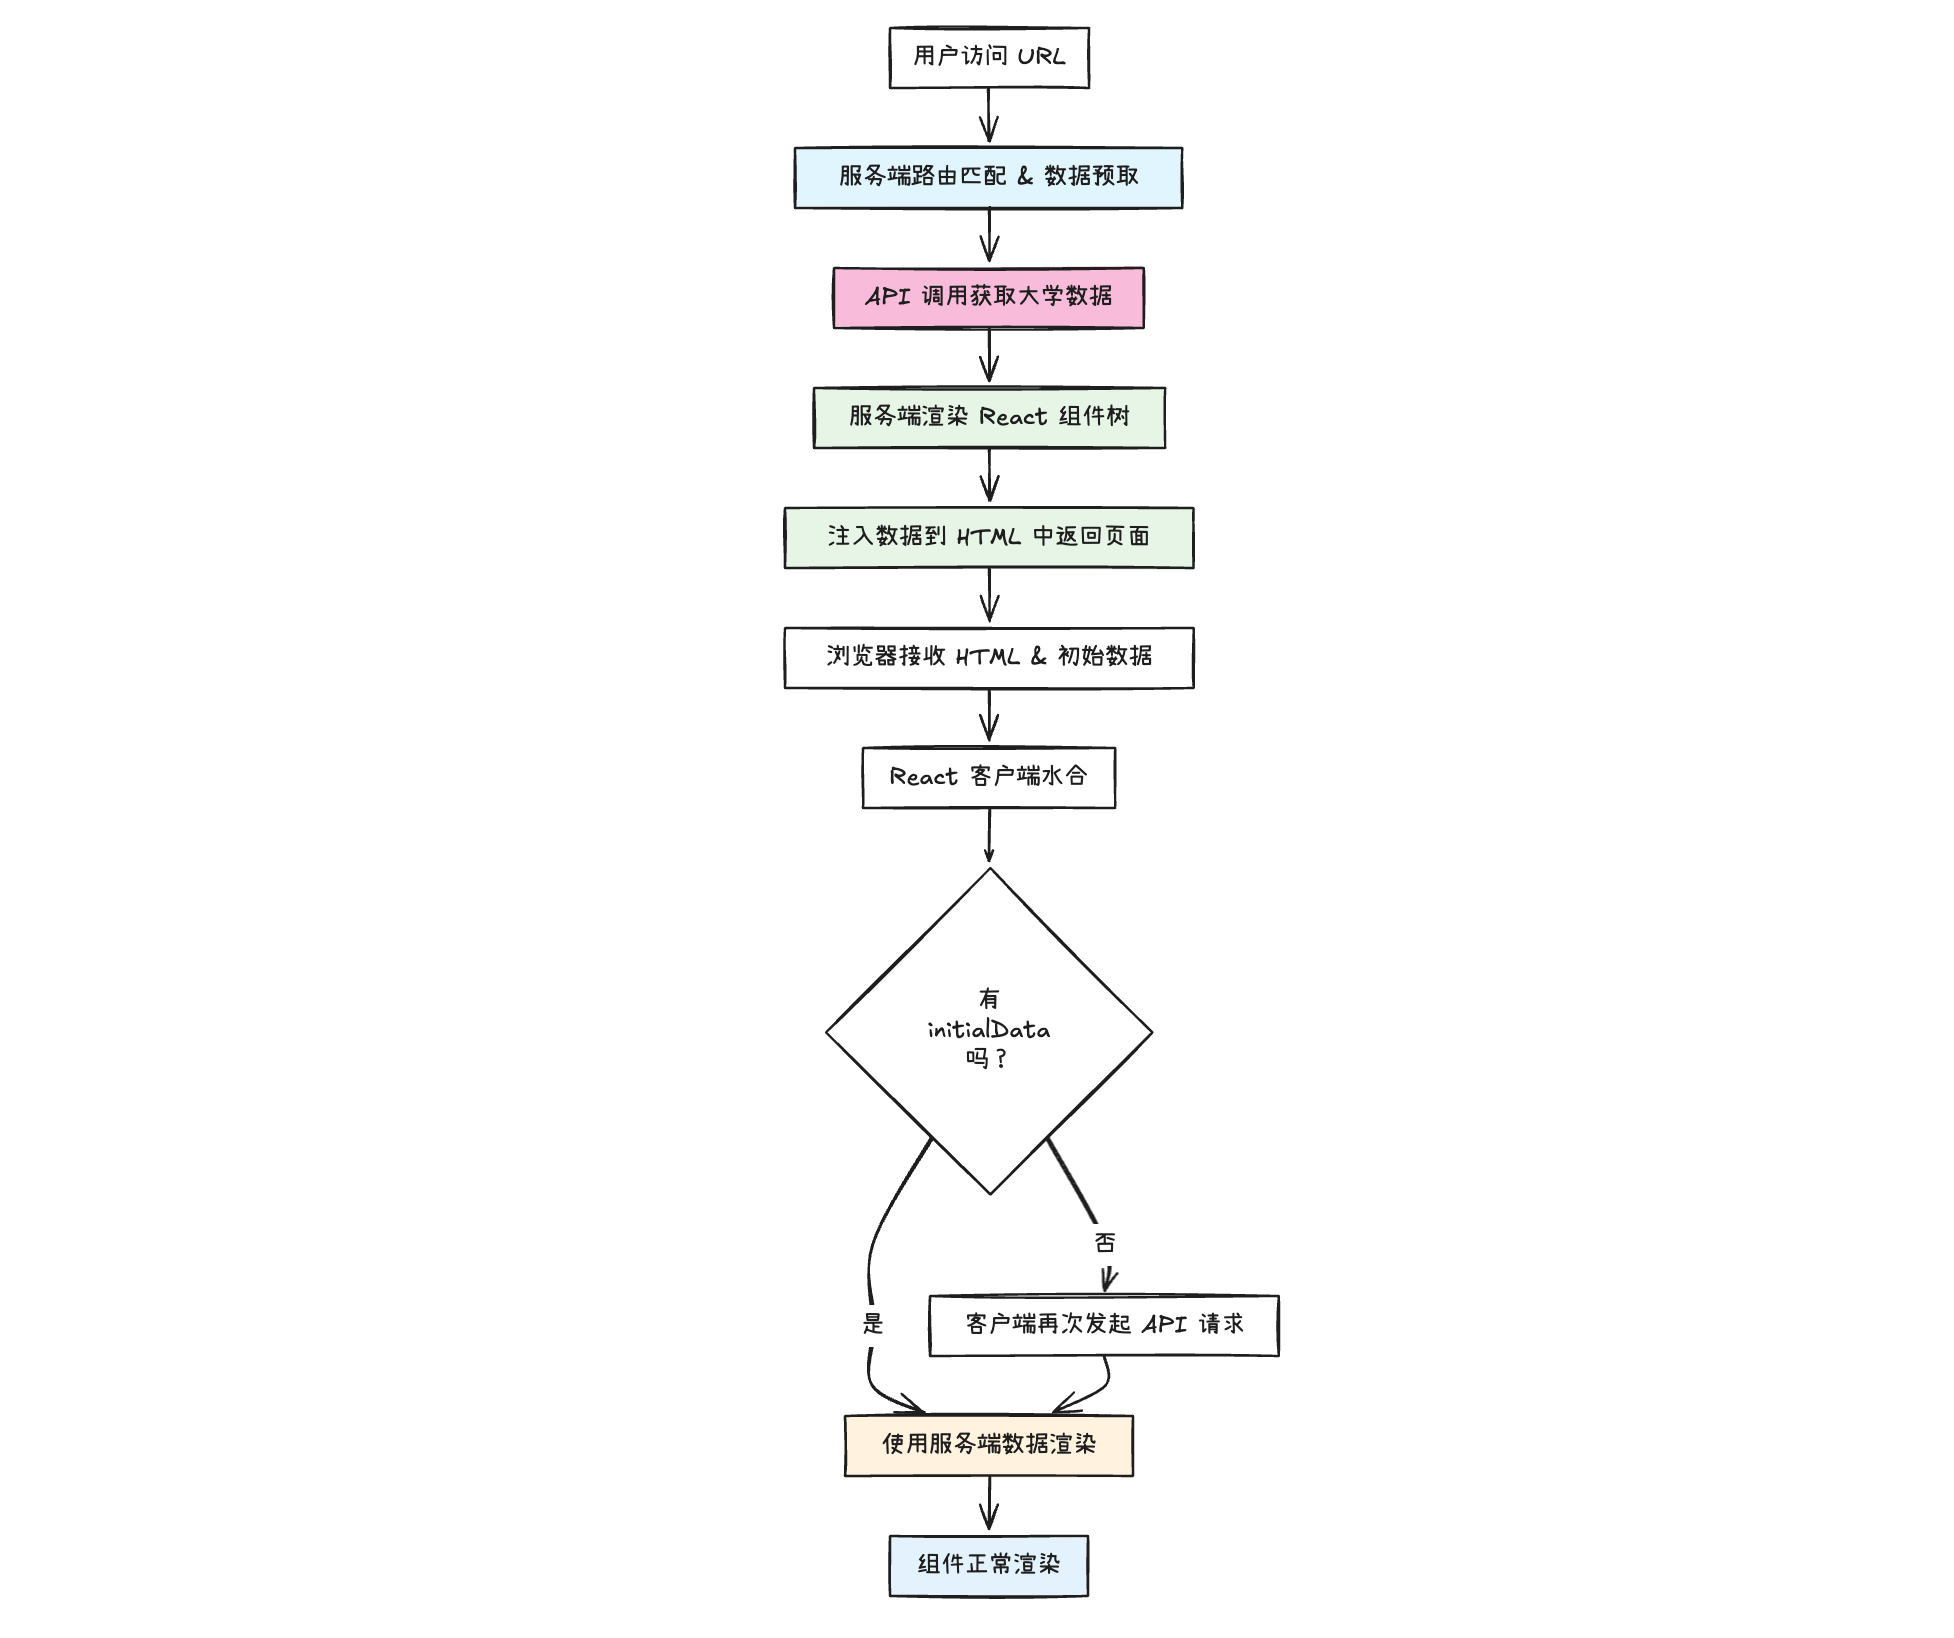 用户访问 URL
服务端路由匹配 & 数据预取
API 调用获取大学数据
服务端渲染 React 组件树
注入数据到 HTML 中返回页面
浏览器接收 HTML & 初始数据
React 客户端水合
有
initialData
吗？
否
是
客户端再次发起 API 请求
使用服务端数据渲染
组件正常渲染